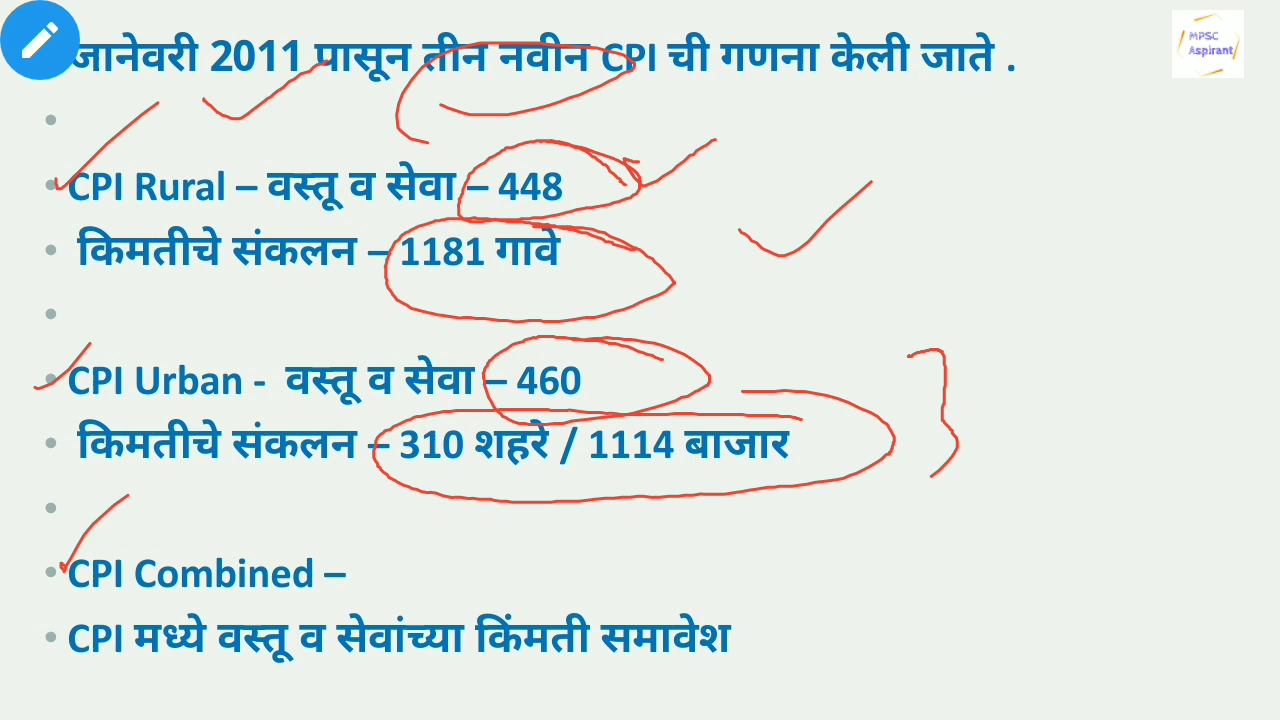 जानेवरी 2011 पासून तीन नवीन CPI ची गणना केली जाते .
MPSC
Aspirant
CPI Rural – वस्तू व सेवा – 448
किमतीचे संकलन – 1181 गावे
CPI Urban - वस्तू व सेवा – 460
किमतीचे संकलन – 310 शहरे / 1114 बाजार
CPI Combined –
CPI मध्ये वस्तू व सेवांच्या किंमती समावेश